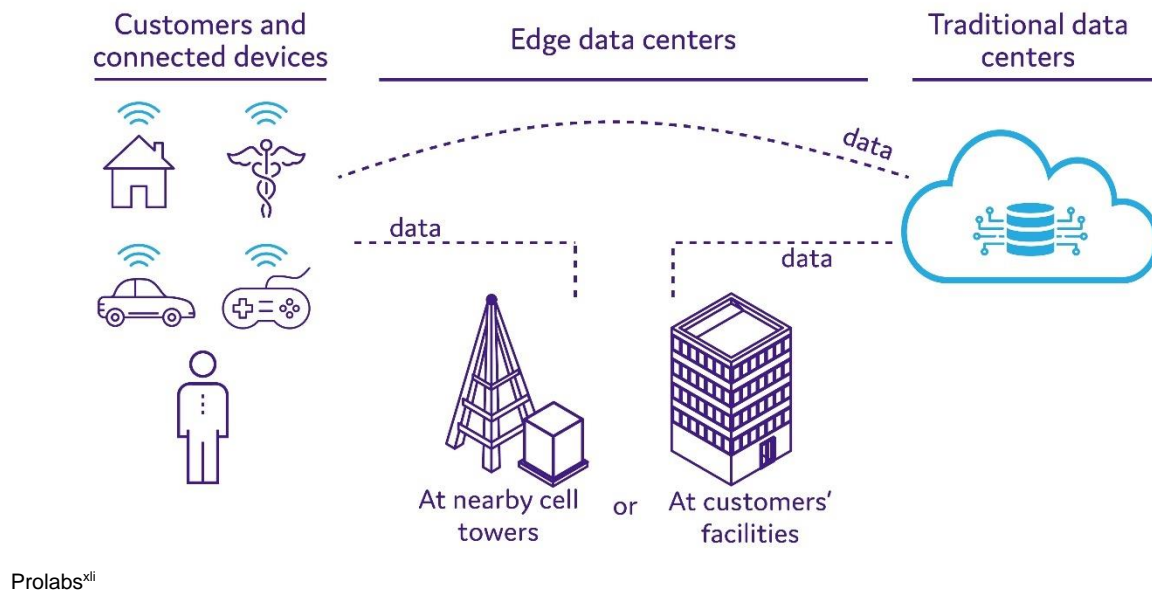 Customers and
connected devices
Edge data centers
Traditional data
centers
data
data
data
At nearby cell
towers
or
At customers'
facilities
Prolabsxli